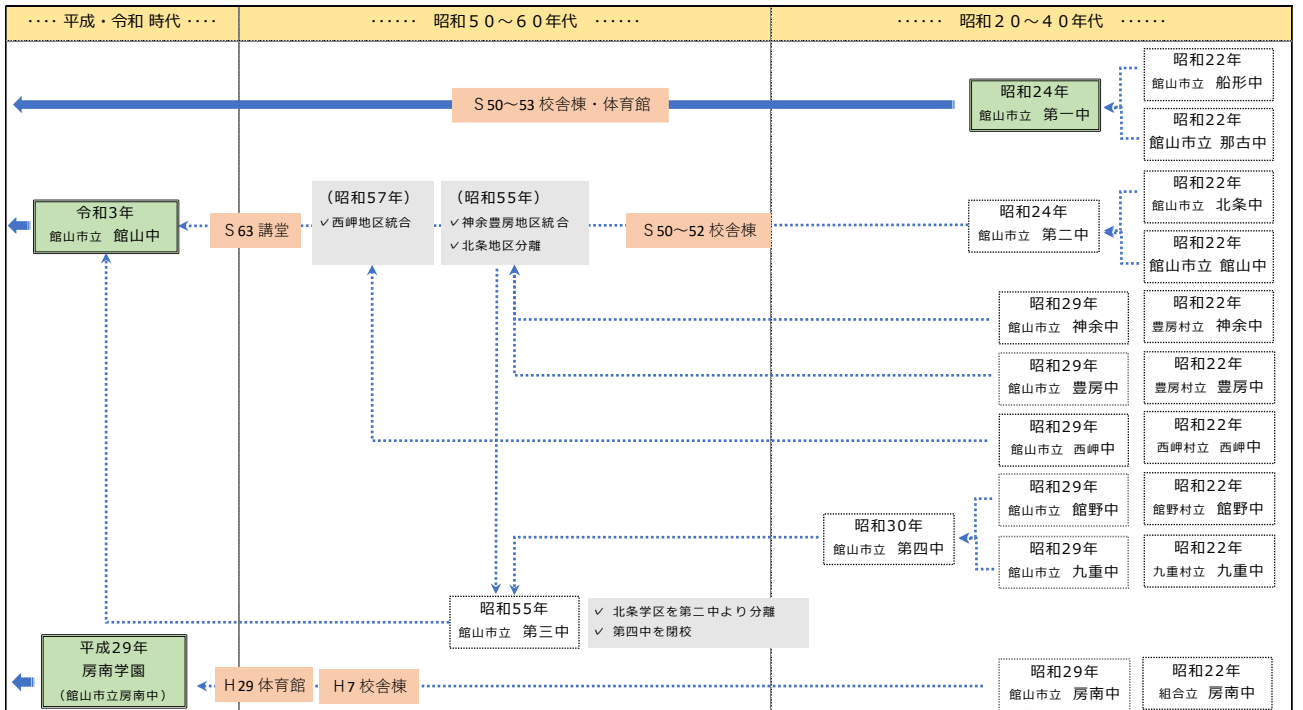 ···· 平成・令和 時代 ····
······ 昭和５０～６０年代 ······
······ 昭和２０～４０年代 ······
昭和22年
館山市立 船形中
昭和24年
館山市立 第一中
Ｓ50～53 校舎棟・体育館
昭和22年
館山市立 那古中
令和3年
館山市立 館山中
Ｓ63 講堂
（昭和57年）
✓西岬地区統合
（昭和55年）
✓神余豊房地区統合
✓北条地区分離
Ｓ50～52 校舎棟
昭和24年
館山市立 第二中
昭和22年
館山市立 北条中
昭和22年
館山市立 館山中
昭和29年
館山市立 神余中
昭和22年
豊房村立 神余中
昭和29年
館山市立 豊房中
昭和22年
豊房村立 豊房中
昭和29年
館山市立 西岬中
昭和22年
西岬村立 西岬中
昭和29年
館山市立 館野中
昭和22年
館野村立 館野中
昭和30年
館山市立 第四中
昭和29年
館山市立 九重中
昭和22年
九重村立 九重中
昭和55年
館山市立 第三中
✓ 北条学区を第二中より分離
✓ 第四中を閉校
平成29年
房南学園
（館山市立房南中）
Ｈ29 体育館
Ｈ7 校舎棟
昭和29年
館山市立 房南中
昭和22年
組合立 房南中